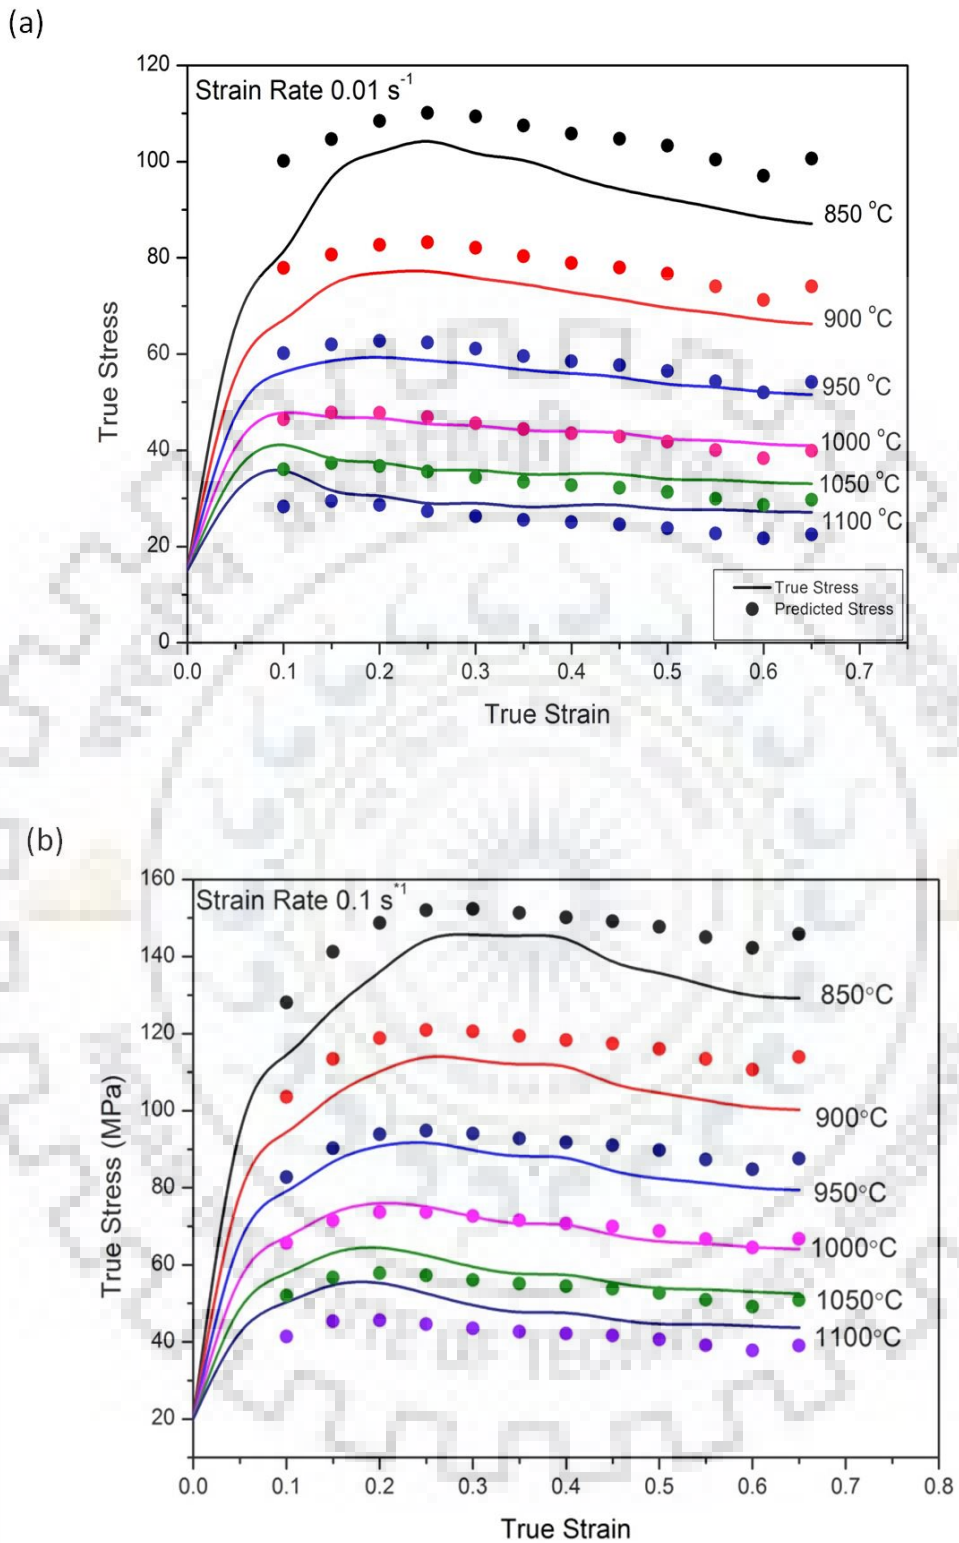 (a)
120
100
80
60
40
20
0
True Stress
Strain Rate 0.01 s⁻¹
850 °C
900 °C
950 °C
1000 °C
1050 °C
1100 °C
True Stress
Predicted Stress
0.0 0.1 0.2 0.3 0.4 0.5 0.6 0.7
True Strain
(b)
160
140
120
100
80
60
40
20
True Stress (MPa)
Strain Rate 0.1 s*¹
850°C
900°C
950°C
1000°C
1050°C
1100°C
0.0 0.1 0.2 0.3 0.4 0.5 0.6 0.7 0.8
True Strain